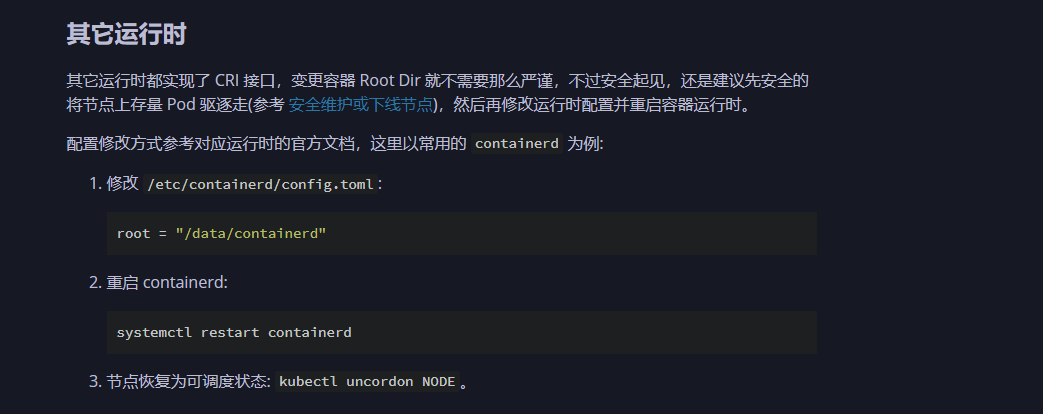 其它运行时
其它运行时都实现了 CRI 接口，变更容器 Root Dir 就不需要那么严谨，不过安全起见，还是建议先安全的
将节点上存量 Pod 驱逐走(参考 安全维护或下线节点)，然后再修改运行时配置并重启容器运行时。
配置修改方式参考对应运行时的官方文档，这里以常用的 containerd 为例:
1. 修改 /etc/containerd/config.toml：
root = "/data/containerd"
2. 重启 containerd:
systemctl restart containerd
3. 节点恢复为可调度状态: kubectl uncordon NODE。